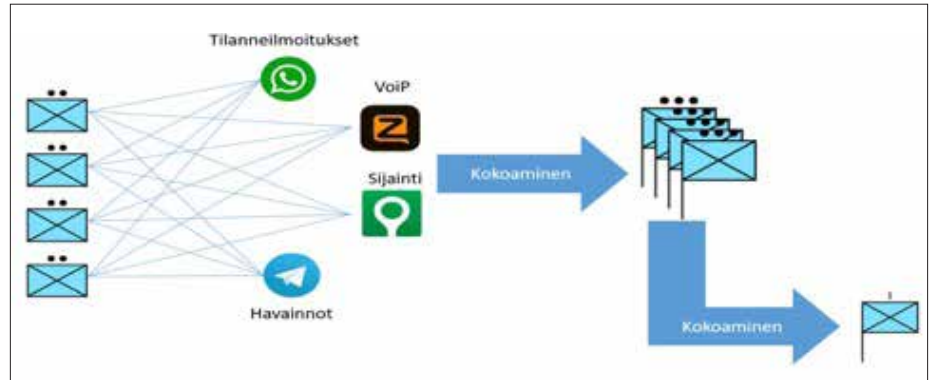 Tilanneilmoitukset
VoiP
Sijainti
Kokoaminen
Havainnot
Kokoaminen